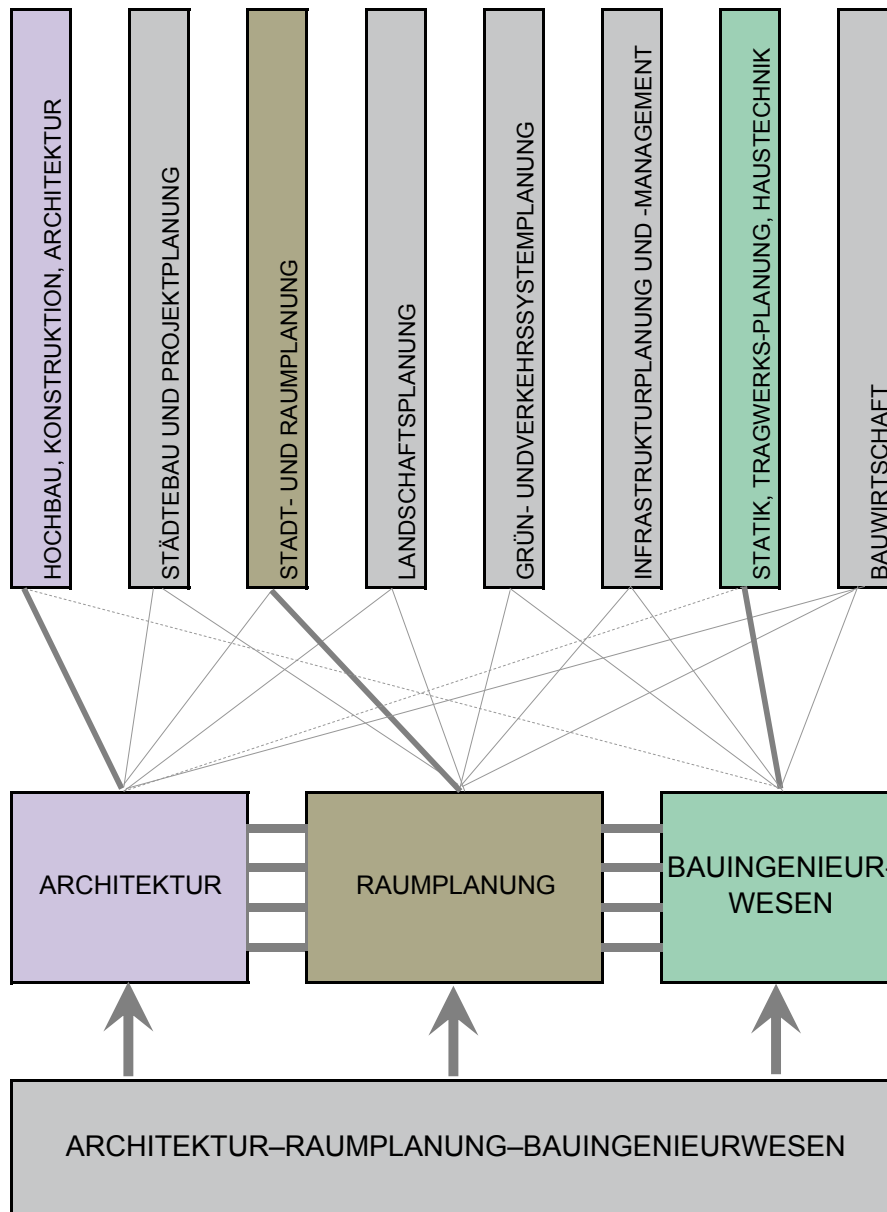 HOCHBAU, KONSTRUKTION, ARCHITEKTUR
STÄDTEBAU UND PROJEKTPLANUNG
STADT- UND RAUMPLANUNG
LANDSCHAFTSPLANUNG
GRÜN- UNDVERKEHRSSYSTEMPLANUNG
INFRASTRUKTURPLANUNG UND -MANAGEMENT
STATIK, TRAGWERKS-PLANUNG, HAUSTECHNIK
BAUWIRTSCHAFT
ARCHITEKTUR
RAUMPLANUNG
BAUINGENIEUR-
WESEN
ARCHITEKTUR–RAUMPLANUNG–BAUINGENIEURWESEN